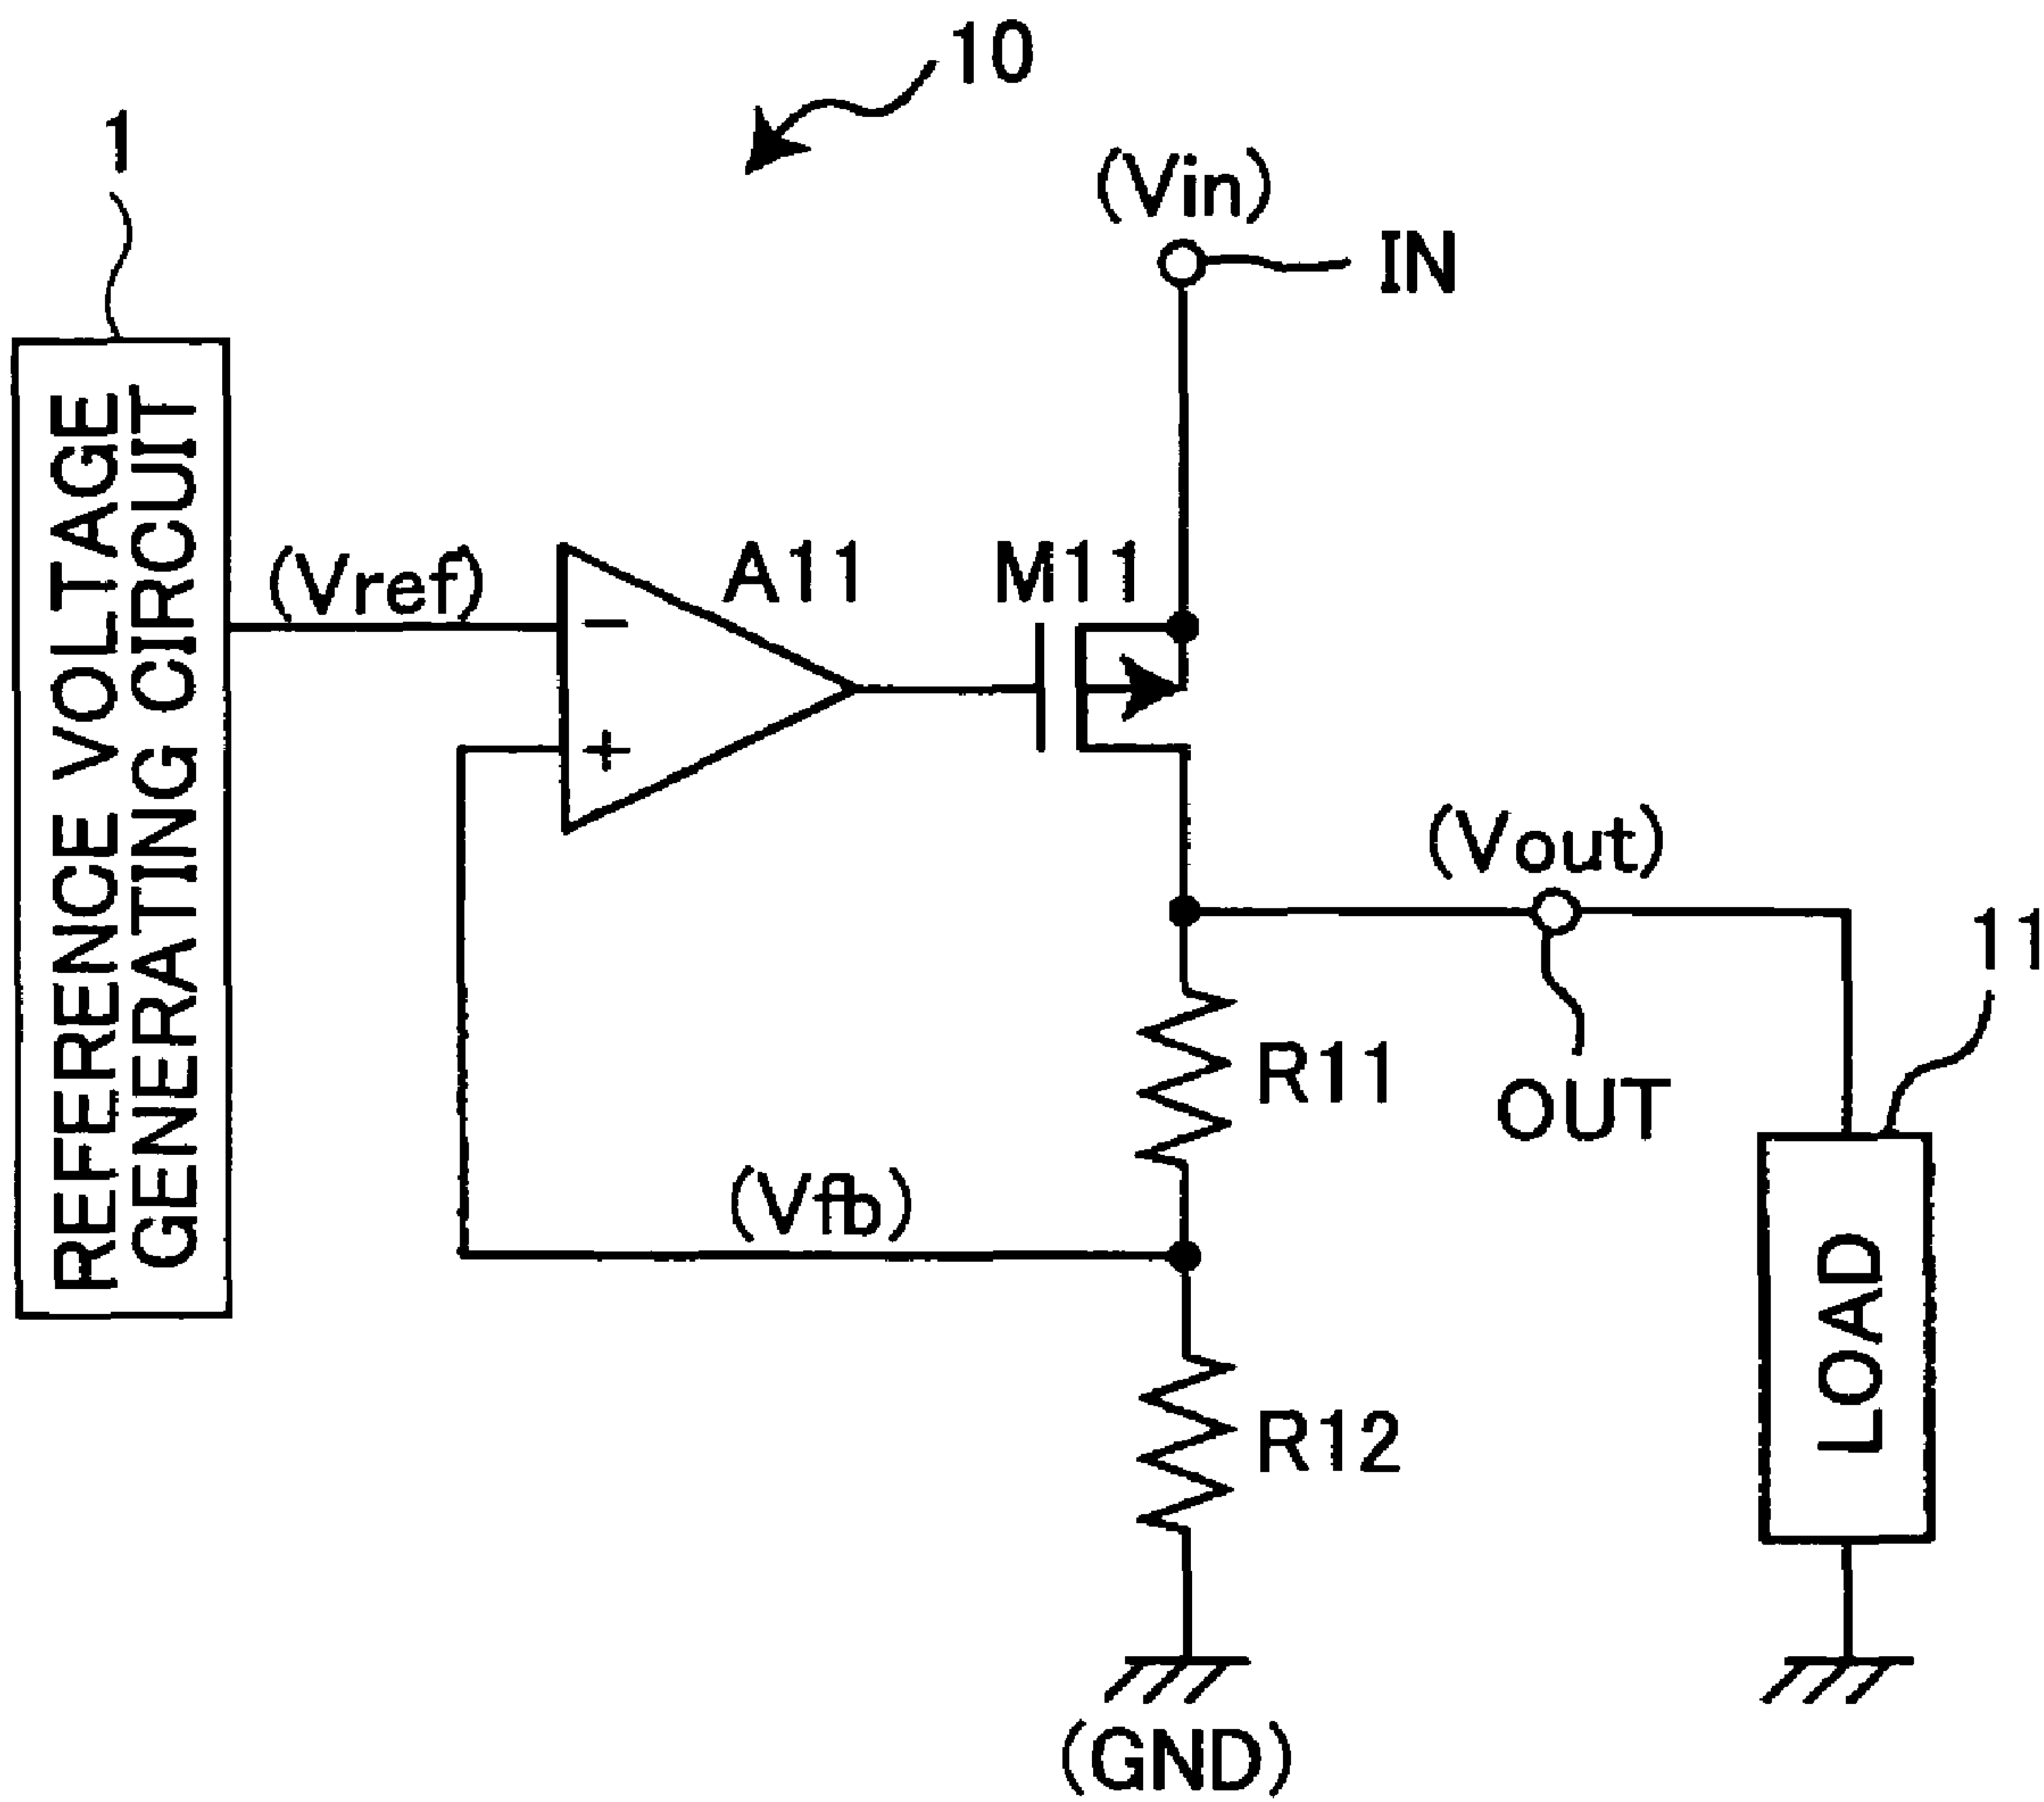 10
1
(Vin)
IN
REFERENCE VOLTAGE
GENERATING CIRCUIT
(Vref)
A11
M11
−
+
(Vout)
11
R11
OUT
(Vfb)
LOAD
R12
(GND)